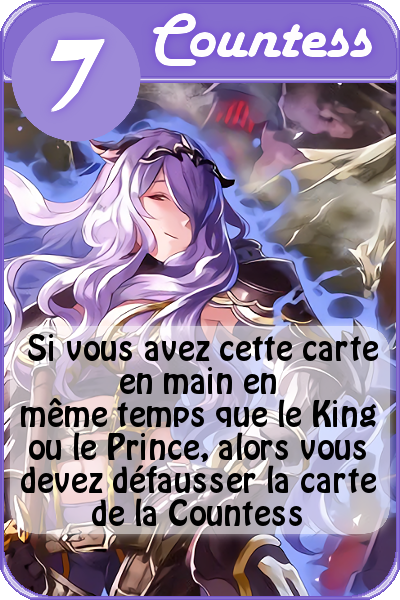 7
Countess
Si vous avez cette carte
en main en
même temps que le King
ou le Prince, alors vous
devez défausser la carte
de la Countess